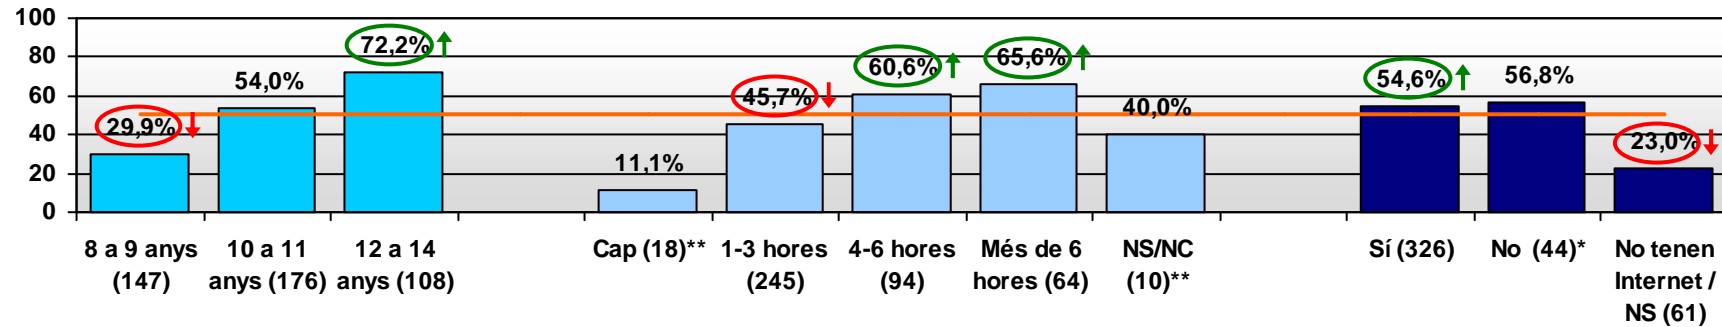 100
80
60
40
20
0
29,9%
54,0%
72,2%
11,1%
45,7%
60,6%
65,6%
40,0%
54,6%
56,8%
23,0%
8 a 9 anys
(147)
10 a 11
anys (176)
12 a 14
anys (108)
Cap (18)**
1-3 hores
(245)
4-6 hores
(94)
Més de 6
hores (64)
NS/NC
(10)**
Sí (326)
No (44)*
No tenen
Internet /
NS (61)